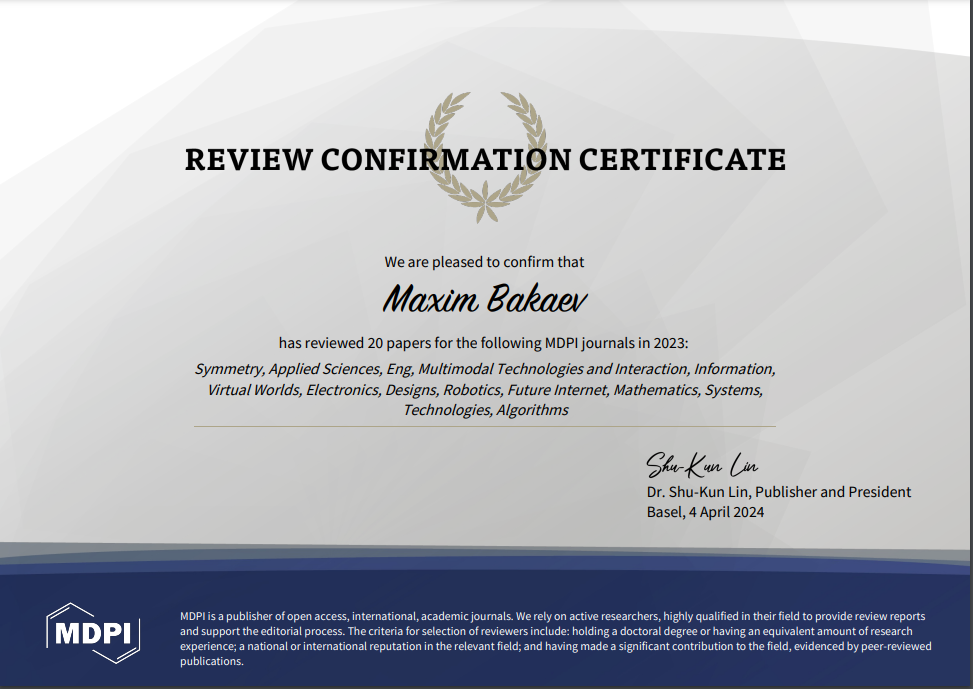 REVIEW CONFIRMATION CERTIFICATE
We are pleased to confirm that
Maxim Bakaev
has reviewed 20 papers for the following MDPI journals in 2023:
Symmetry, Applied Sciences, Eng, Multimodal Technologies and Interaction, Information,
Virtual Worlds, Electronics, Designs, Robotics, Future Internet, Mathematics, Systems,
Technologies, Algorithms
Shu-Kun Lin
Dr. Shu-Kun Lin, Publisher and President
Basel, 4 April 2024
MDPI
MDPI is a publisher of open access, international, academic journals. We rely on active researchers, highly qualified in their field to provide review reports
and support the editorial process. The criteria for selection of reviewers include: holding a doctoral degree or having an equivalent amount of research
experience; a national or international reputation in the relevant field; and having made a significant contribution to the field, evidenced by peer-reviewed
publications.